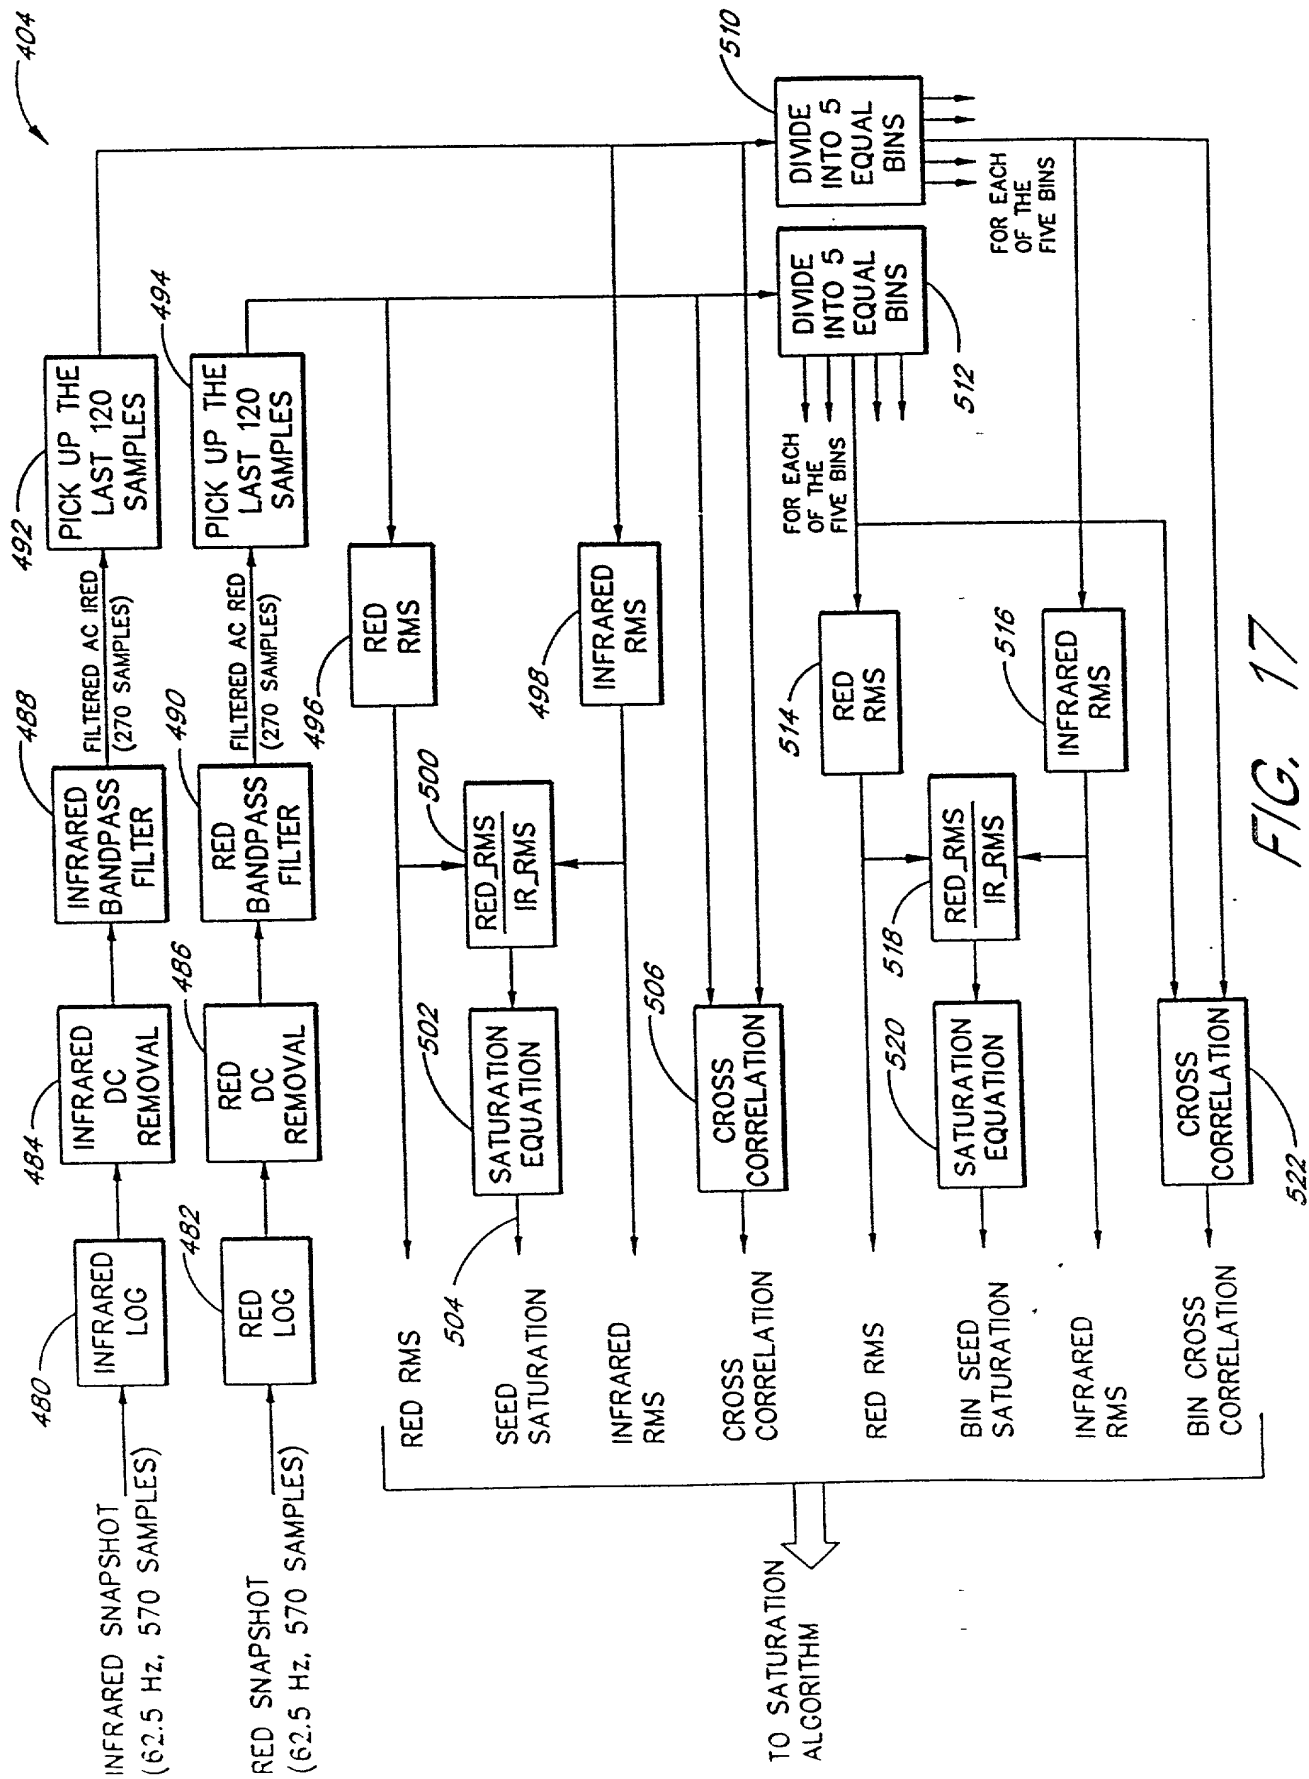 404
INFRARED SNAPSHOT
(62.5 Hz, 570 SAMPLES)
480
INFRARED
LOG
484
INFRARED
DC
REMOVAL
488
INFRARED
BANDPASS
FILTER
FILTERED AC IRED
(270 SAMPLES)
492
PICK UP THE
LAST 120
SAMPLES
RED SNAPSHOT
(62.5 Hz, 570 SAMPLES)
482
RED
LOG
486
RED
DC
REMOVAL
490
RED
BANDPASS
FILTER
FILTERED AC RED
(270 SAMPLES)
494
PICK UP THE
LAST 120
SAMPLES
RED RMS
496
RED
RMS
SEED
SATURATION
504
502
SATURATION
EQUATION
500
RED_RMS
IR_RMS
INFRARED
RMS
498
INFRARED
RMS
CROSS
CORRELATION
506
CROSS
CORRELATION
510
DIVIDE
INTO 5
EQUAL
BINS
512
DIVIDE
INTO 5
EQUAL
BINS
FOR EACH
OF THE
FIVE BINS
FOR EACH
OF THE
FIVE BINS
RED RMS
514
RED
RMS
BIN SEED
SATURATION
520
SATURATION
EQUATION
518
RED_RMS
IR_RMS
INFRARED
RMS
516
INFRARED
RMS
BIN CROSS
CORRELATION
522
CROSS
CORRELATION
TO SATURATION
ALGORITHM
FIG. 17